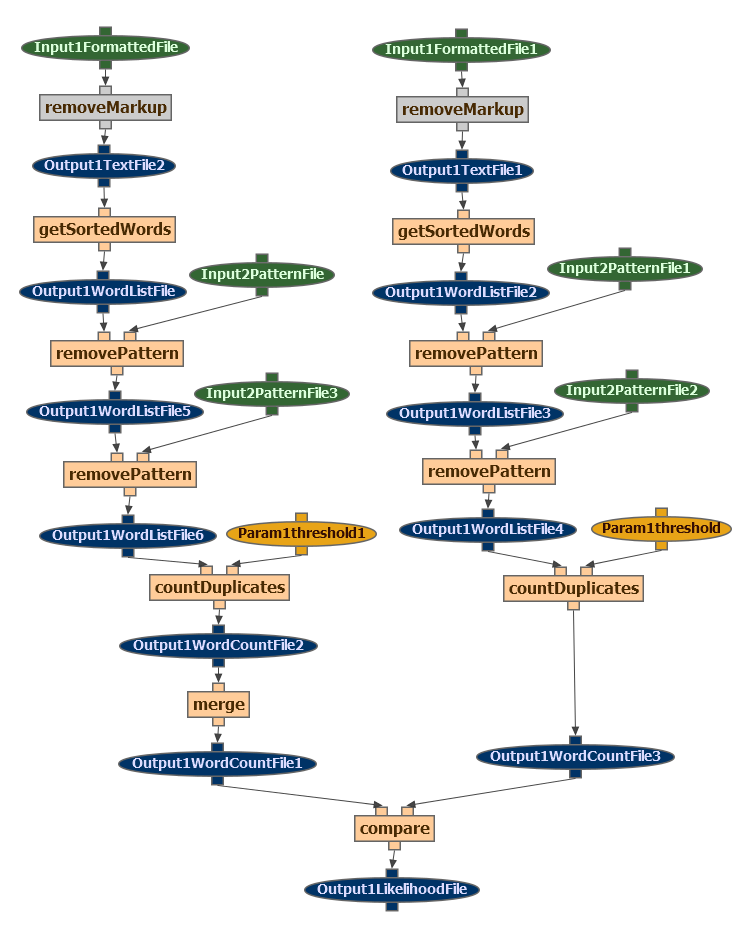 Input1FormattedFile
Input1FormattedFile1
removeMarkup
removeMarkup
Output1TextFile2
Output1TextFile1
getSortedWords
getSortedWords
Input2PatternFile
Input2PatternFile1
Output1WordListFile
Output1WordListFile2
removePattern
removePattern
Input2PatternFile3
Input2PatternFile2
Output1WordListFile5
Output1WordListFile3
removePattern
removePattern
Output1WordListFile6
Param1threshold1
Output1WordListFile4
Param1threshold
countDuplicates
countDuplicates
Output1WordCountFile2
merge
Output1WordCountFile1
Output1WordCountFile3
compare
Output1LikelihoodFile